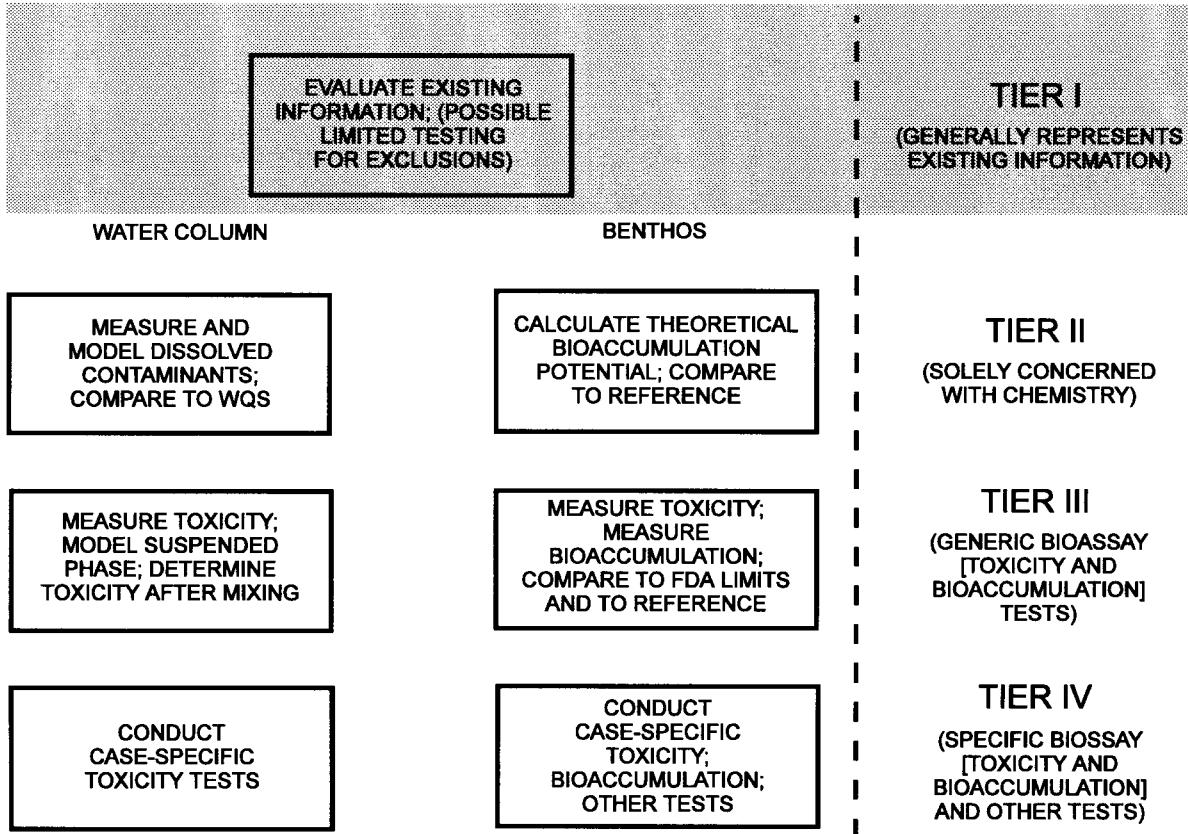 EVALUATE EXISTING
INFORMATION; (POSSIBLE
LIMITED TESTING
FOR EXCLUSIONS)
TIER I
(GENERALLY REPRESENTS
EXISTING INFORMATION)
WATER COLUMN
BENTHOS
MEASURE AND
MODEL DISSOLVED
CONTAMINANTS;
COMPARE TO WQS
CALCULATE THEORETICAL
BIOACCUMULATION
POTENTIAL; COMPARE
TO REFERENCE
TIER II
(SOLELY CONCERNED
WITH CHEMISTRY)
MEASURE TOXICITY;
MODEL SUSPENDED
PHASE; DETERMINE
TOXICITY AFTER MIXING
MEASURE TOXICITY;
MEASURE
BIOACCUMULATION;
COMPARE TO FDA LIMITS
AND TO REFERENCE
TIER III
(GENERIC BIOASSAY
[TOXICITY AND
BIOACCUMULATION]
TESTS)
CONDUCT
CASE-SPECIFIC
TOXICITY TESTS
CONDUCT
CASE-SPECIFIC
TOXICITY;
BIOACCUMULATION;
OTHER TESTS
TIER IV
(SPECIFIC BIOSSAY
[TOXICITY AND
BIOACCUMULATION]
AND OTHER TESTS)